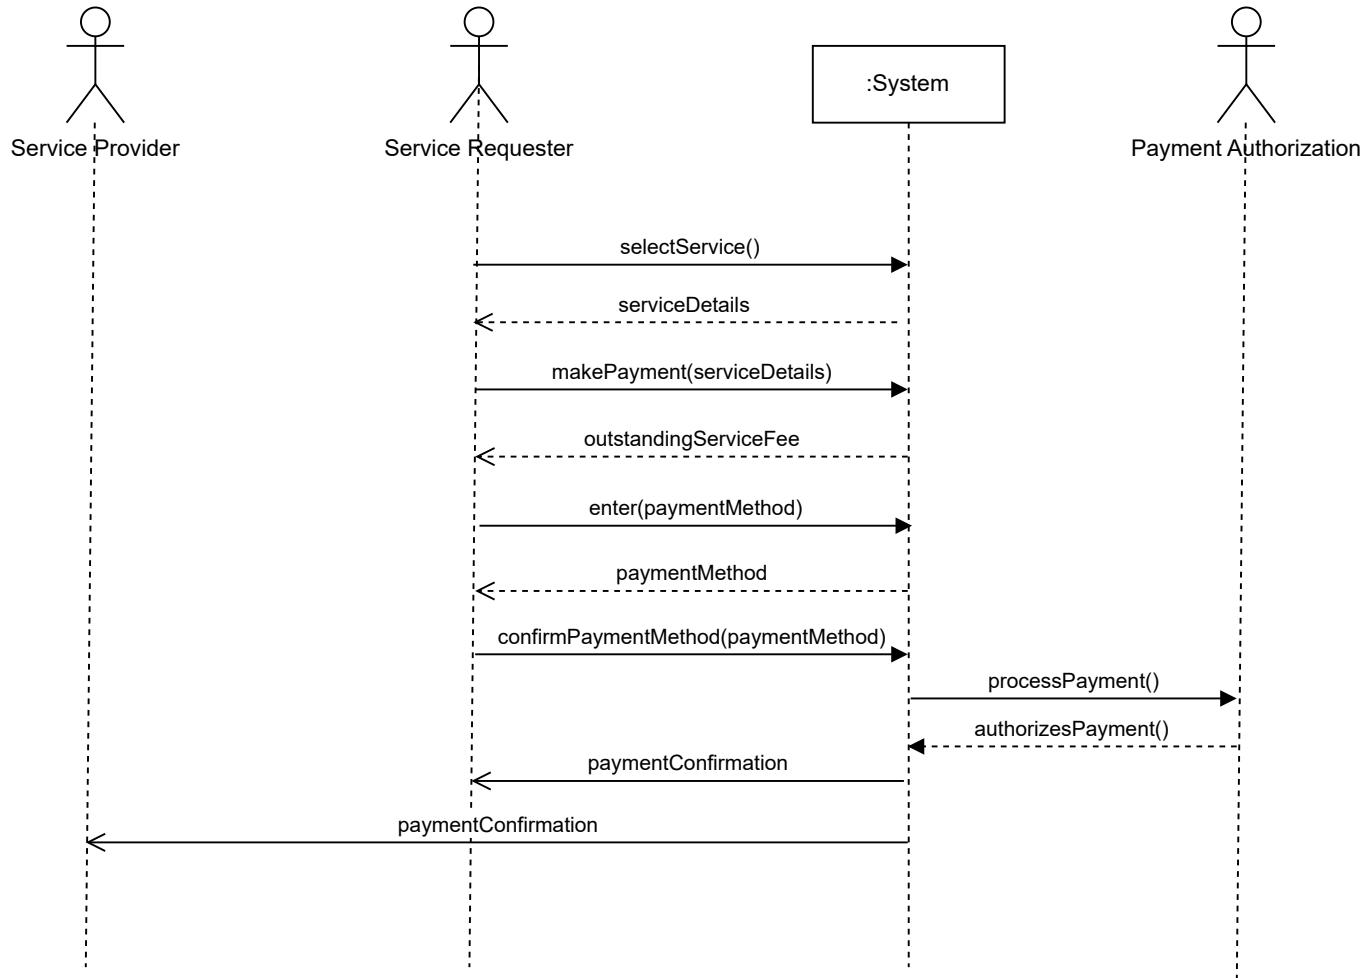 :System
Service Provider
Service Requester
Payment Authorization
selectService()
serviceDetails
makePayment(serviceDetails)
outstandingServiceFee
enter(paymentMethod)
paymentMethod
confirmPaymentMethod(paymentMethod)
processPayment()
authorizesPayment()
paymentConfirmation
paymentConfirmation